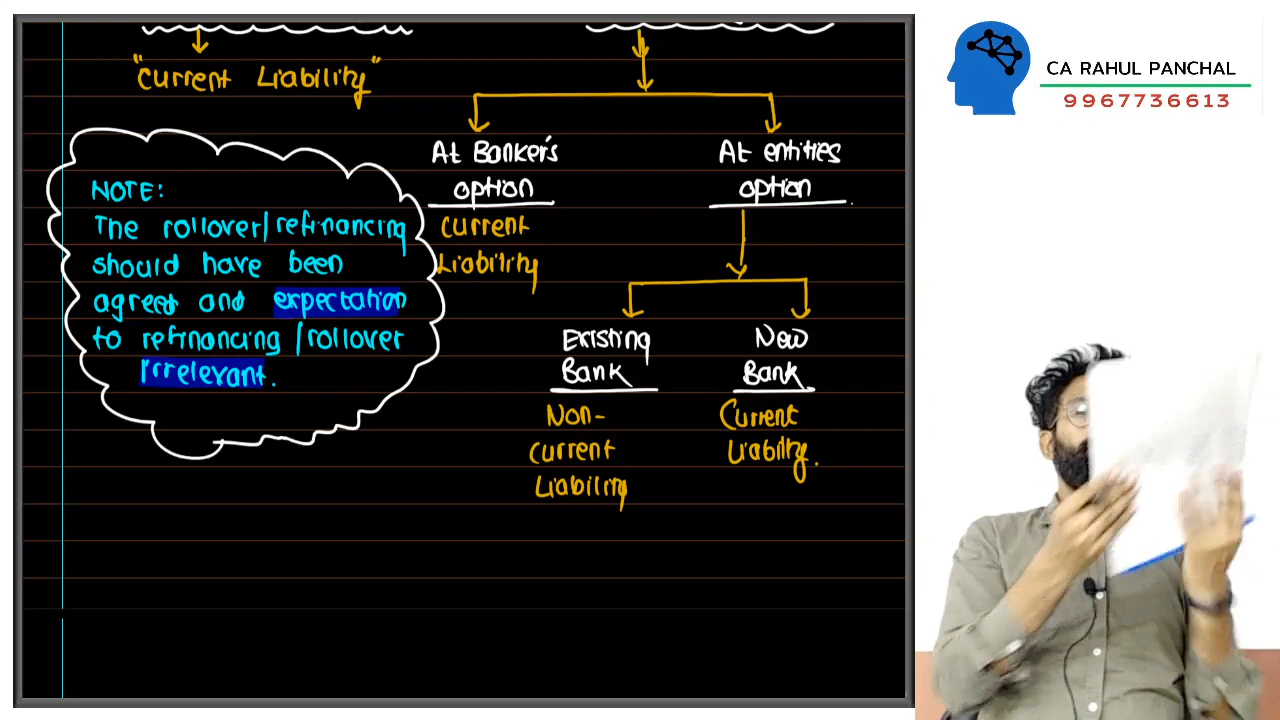 "Current Liability"
At Banker's
option
Current
Liability
At entities
option
NOTE:
The rollover/refinancing
should have been
agreed and expectation
to refinancing/rollover
irrelevant.
Existing
Bank
Non-
Current
Liability
New
Bank
Current
Liability.
CA RAHUL PANCHAL
9967736613